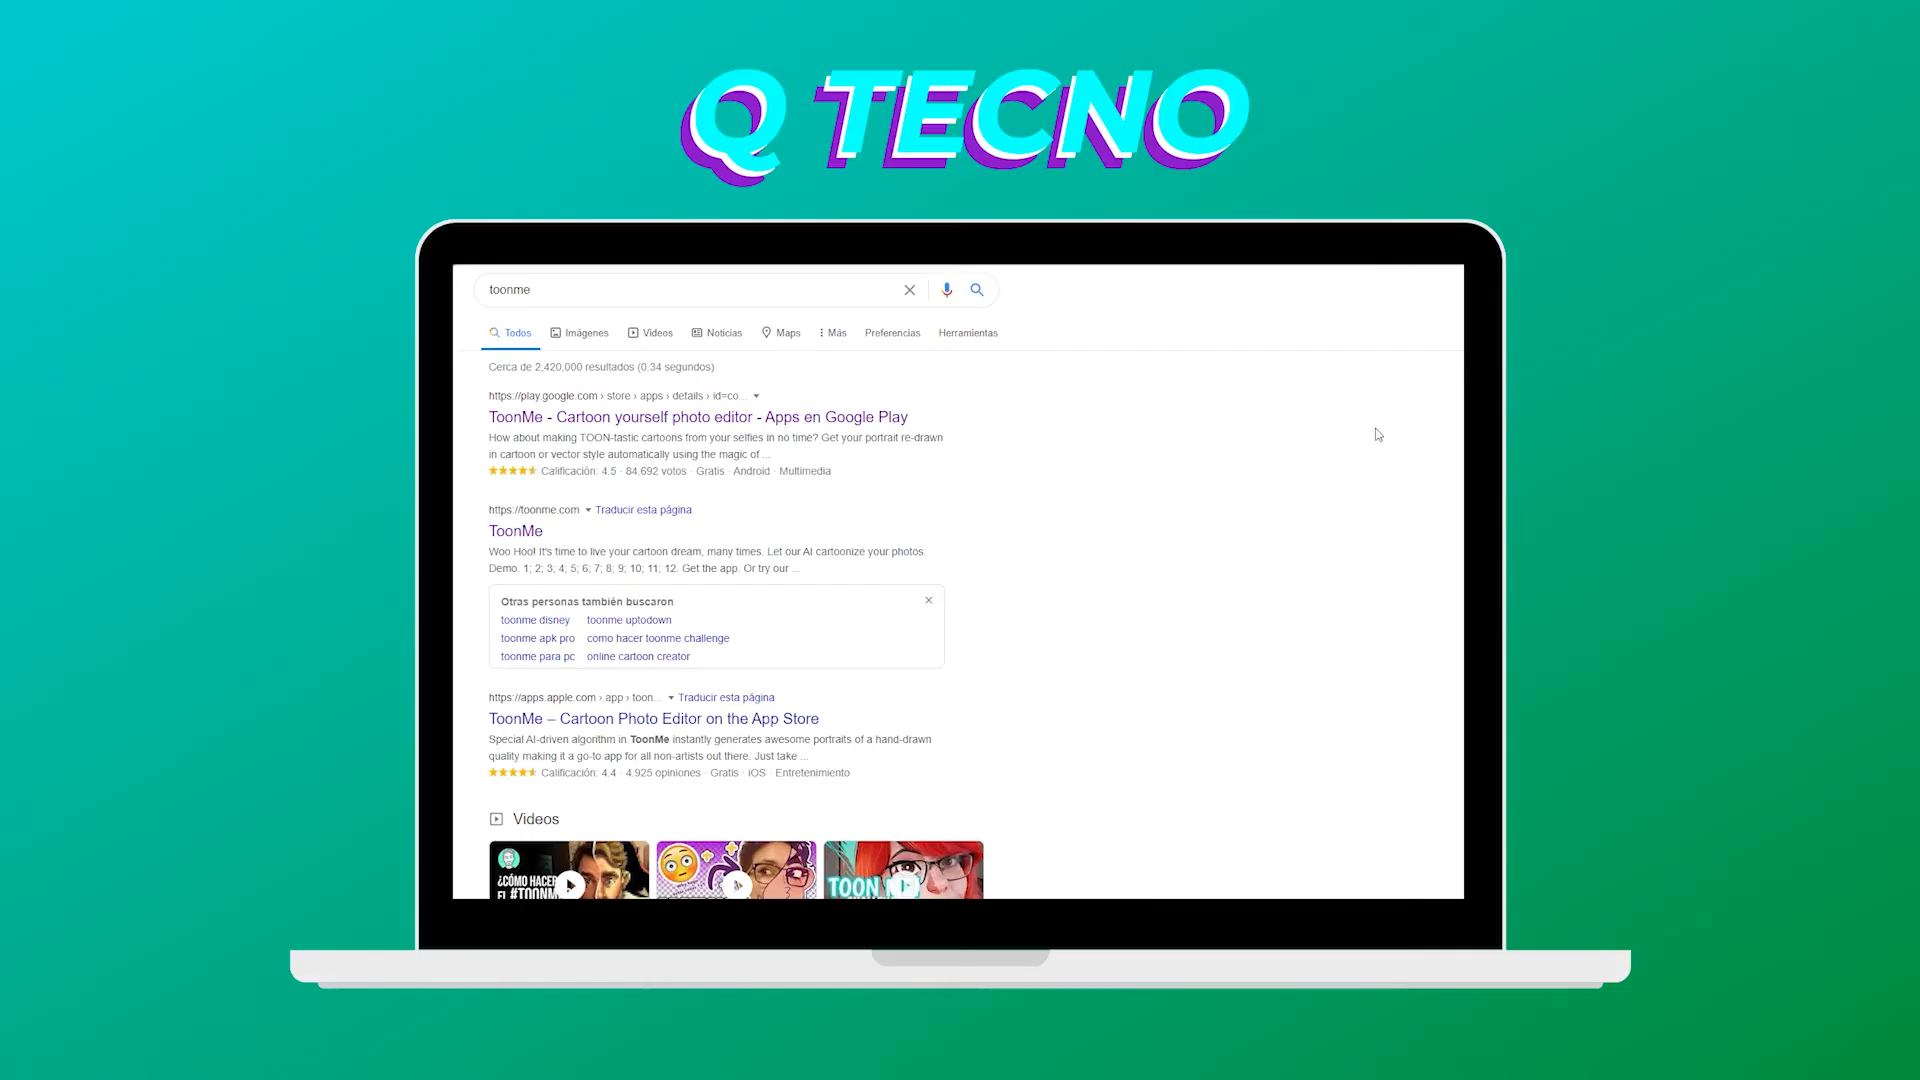 Q TECNO
toonme
Todos Imágenes Videos Noticias Maps Más Preferencias Herramientas
Cerca de 2,420,000 resultados (0.34 segundos)
https://play.google.com › store › apps › details › id=co...
ToonMe - Cartoon yourself photo editor - Apps en Google Play
How about making TOON-tastic cartoons from your selfies in no time? Get your portrait re-drawn
in cartoon or vector style automatically using the magic of ...
Calificación: 4.5 · 84.692 votos · Gratis · Android · Multimedia
https://toonme.com Traducir esta página
ToonMe
Woo Hoo! It's time to live your cartoon dream, many times. Let our AI cartoonize your photos.
Demo. 1; 2; 3; 4; 5; 6; 7; 8; 9; 10; 11; 12. Get the app. Or try our ...
Otras personas también buscaron
toonme disney toonme uptodown
toonme apk pro como hacer toonme challenge
toonme para pc online cartoon creator
https://apps.apple.com › app › toon... Traducir esta página
ToonMe – Cartoon Photo Editor on the App Store
Special AI-driven algorithm in ToonMe instantly generates awesome portraits of a hand-drawn
quality making it a go-to app for all non-artists out there. Just take ...
Calificación: 4.4 · 4.925 opiniones · Gratis · iOS · Entretenimiento
Videos
¿CÓMO HACER
EL
TOON